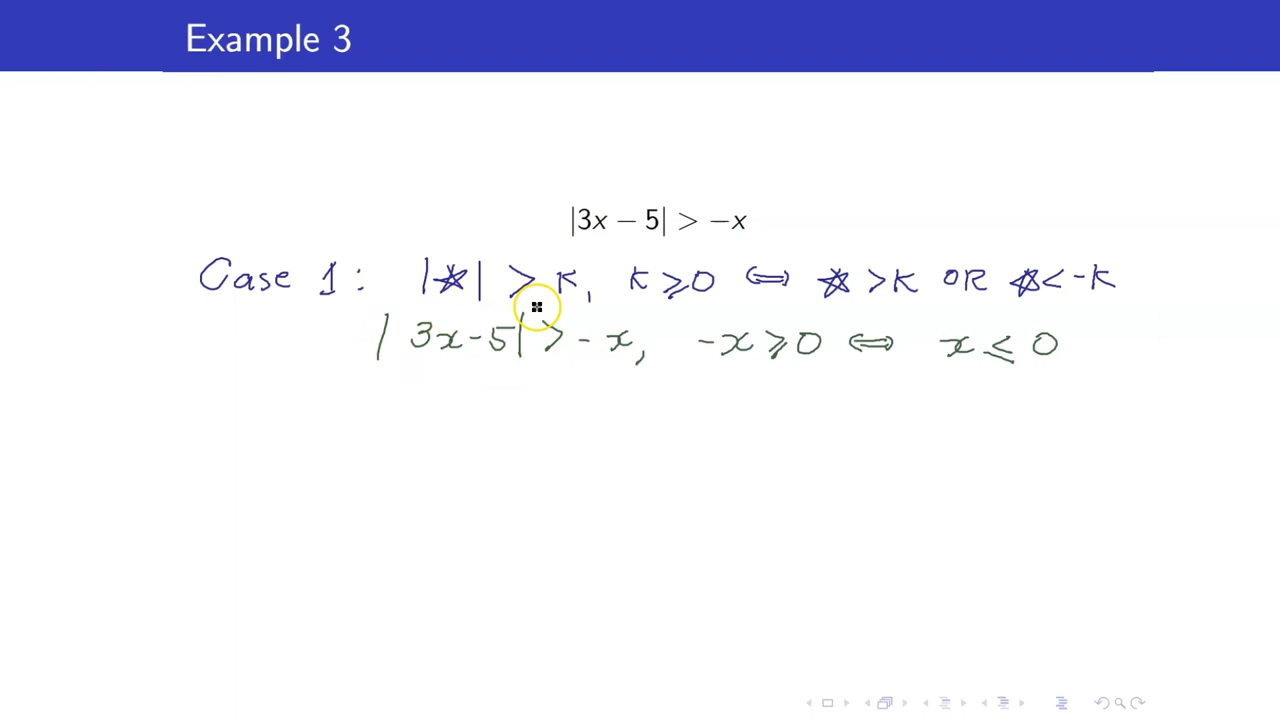 Example 3
|3x − 5| > −x
Case 1: |☆| > K, K ⩾ 0 ⟺ ☆ > K OR ☆ < -K
| 3x - 5| > - x, -x ⩾ 0 ⟺ x ≤ 0